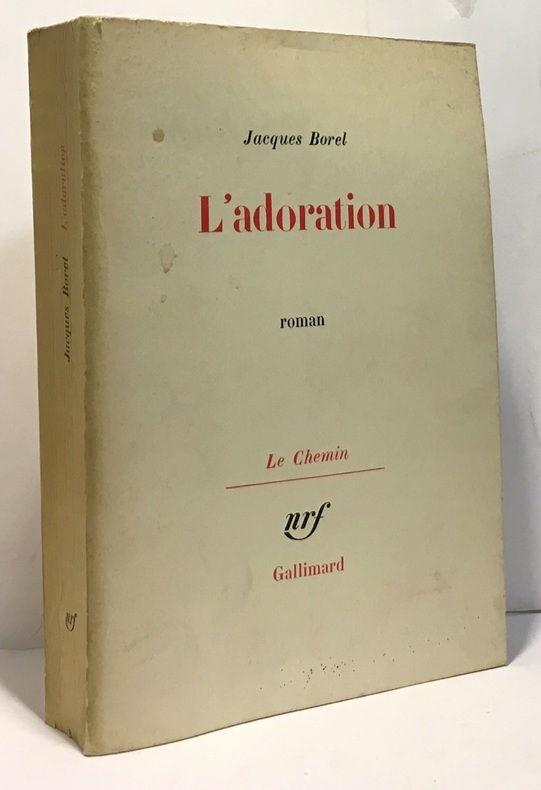 Jacques Borel
L'adoration
roman
Le Chemin
nrf
Gallimard
Jacques Borel L'adoration
nrf